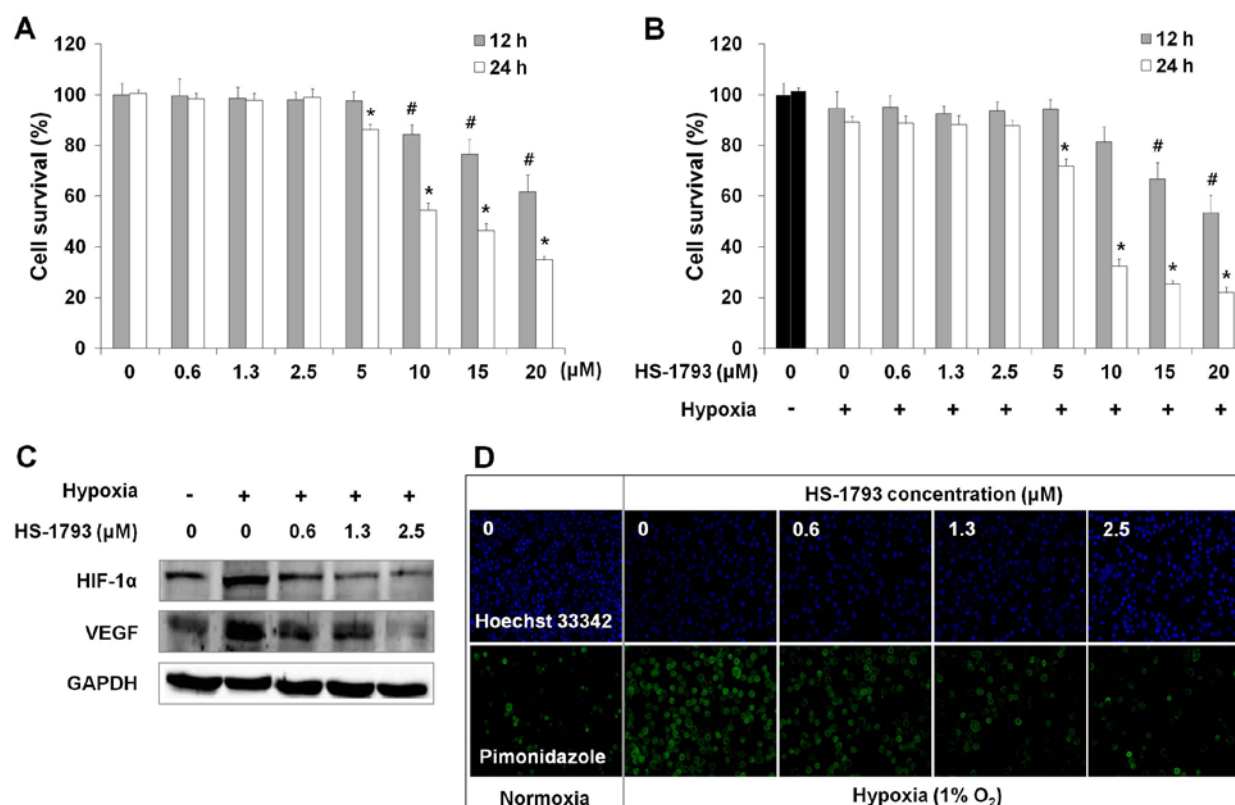 A
120
100
80
60
40
20
0
Cell survival (%)
12 h
24 h
*
#
*
#
*
#
*
0 0.6 1.3 2.5 5 10 15 20 (µM)
B
120
100
80
60
40
20
0
Cell survival (%)
12 h
24 h
*
*
#
*
#
*
HS-1793 (µM) 0 0 0.6 1.3 2.5 5 10 15 20
Hypoxia - + + + + + + + +
C
Hypoxia - + + + +
HS-1793 (µM) 0 0 0.6 1.3 2.5
HIF-1α
VEGF
GAPDH
D
HS-1793 concentration (µM)
0 0 0.6 1.3 2.5
Hoechst 33342
Pimonidazole
Normoxia Hypoxia (1% O₂)